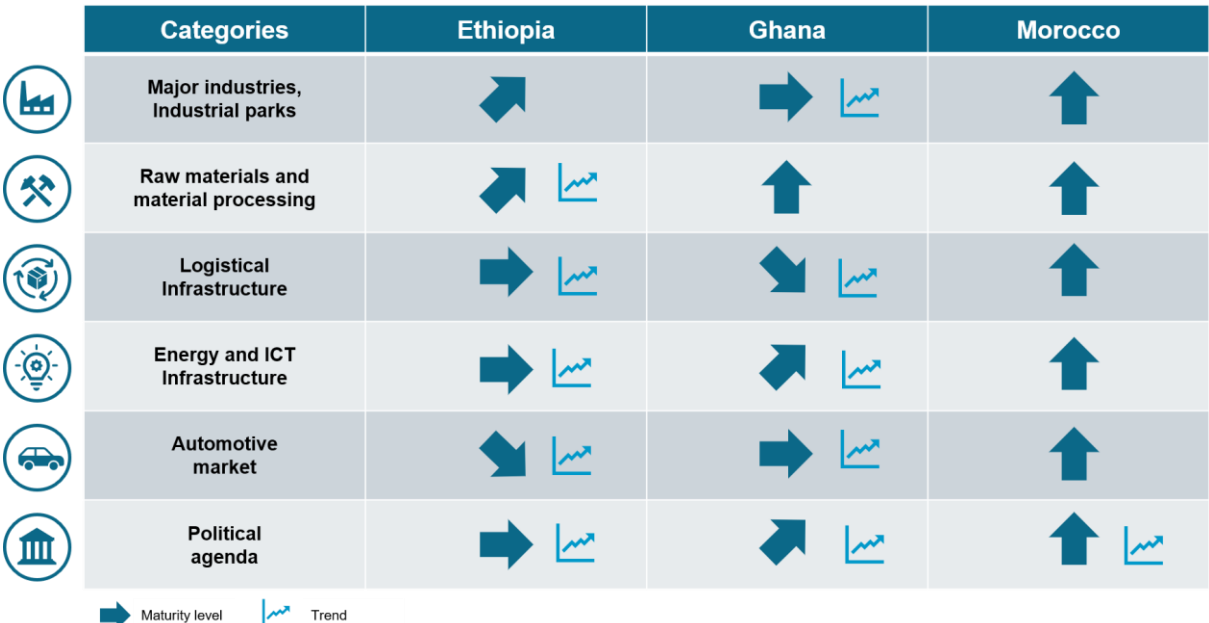 Categories
Ethiopia
Ghana
Morocco
Major industries,
Industrial parks
Raw materials and
material processing
Logistical
Infrastructure
Energy and ICT
Infrastructure
Automotive
market
Political
agenda
Maturity level
Trend